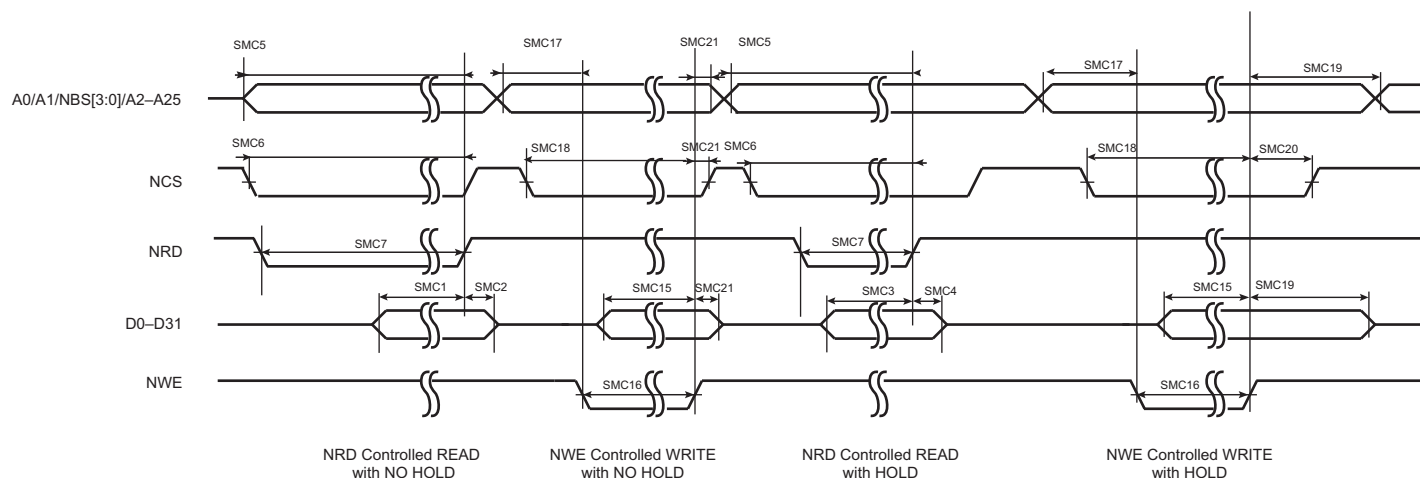 SMC5
SMC17
SMC21
SMC5
SMC17
SMC19
A0/A1/NBS[3:0]/A2–A25
SMC6
SMC18
SMC21
SMC6
SMC18
SMC20
NCS
NRD
SMC7
SMC7
SMC1
SMC2
SMC15
SMC21
SMC3
SMC4
SMC15
SMC19
D0–D31
NWE
SMC16
SMC16
NRD Controlled READ
with NO HOLD
NWE Controlled WRITE
with NO HOLD
NRD Controlled READ
with HOLD
NWE Controlled WRITE
with HOLD